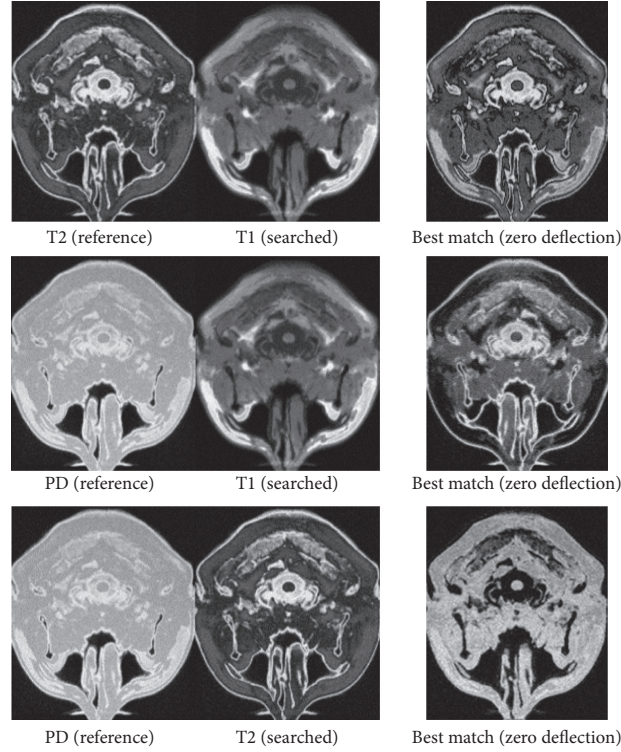 T2 (reference) T1 (searched) Best match (zero deflection)
PD (reference) T1 (searched) Best match (zero deflection)
PD (reference) T2 (searched) Best match (zero deflection)